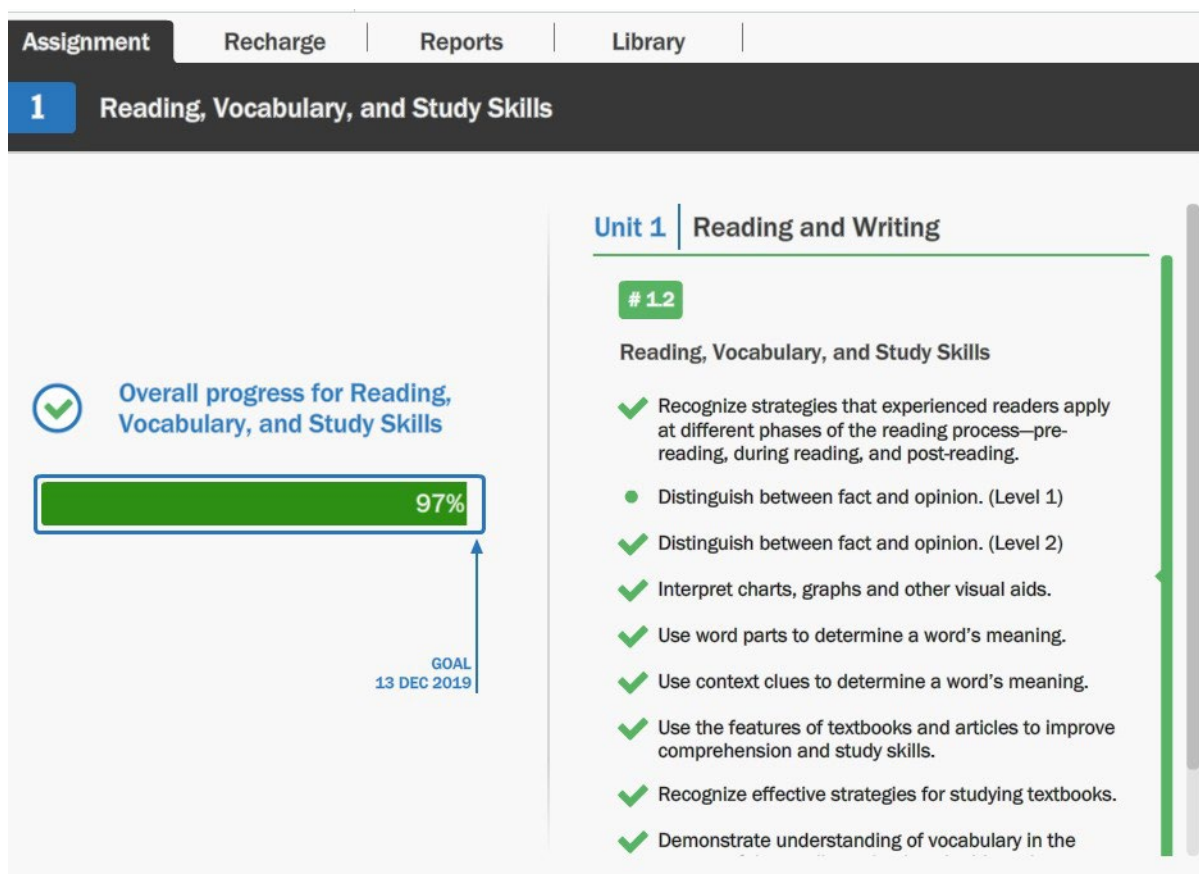 Assignment Recharge Reports Library
1 Reading, Vocabulary, and Study Skills
Overall progress for Reading,
Vocabulary, and Study Skills
97%
GOAL
13 DEC 2019
Unit 1 Reading and Writing
# 1.2
Reading, Vocabulary, and Study Skills
Recognize strategies that experienced readers apply
at different phases of the reading process—pre-
reading, during reading, and post-reading.
Distinguish between fact and opinion. (Level 1)
Distinguish between fact and opinion. (Level 2)
Interpret charts, graphs and other visual aids.
Use word parts to determine a word’s meaning.
Use context clues to determine a word’s meaning.
Use the features of textbooks and articles to improve
comprehension and study skills.
Recognize effective strategies for studying textbooks.
Demonstrate understanding of vocabulary in the